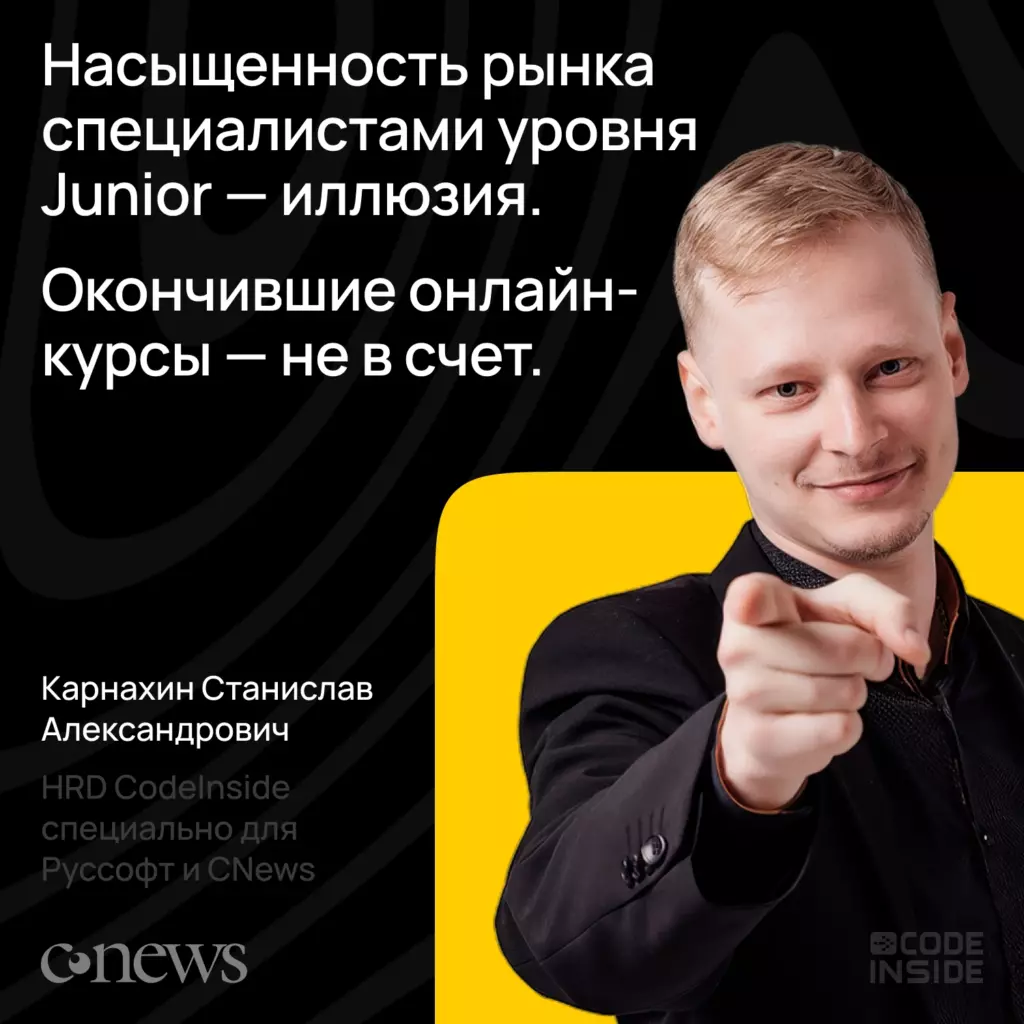 Насыщенность рынка
специалистами уровня
Junior — иллюзия.
Окончившие онлайн-
курсы — не в счет.
Карнахин Станислав
Александрович
HRD CodeInside
специально для
Руссофт и CNews
cnews
CODE
INSIDE